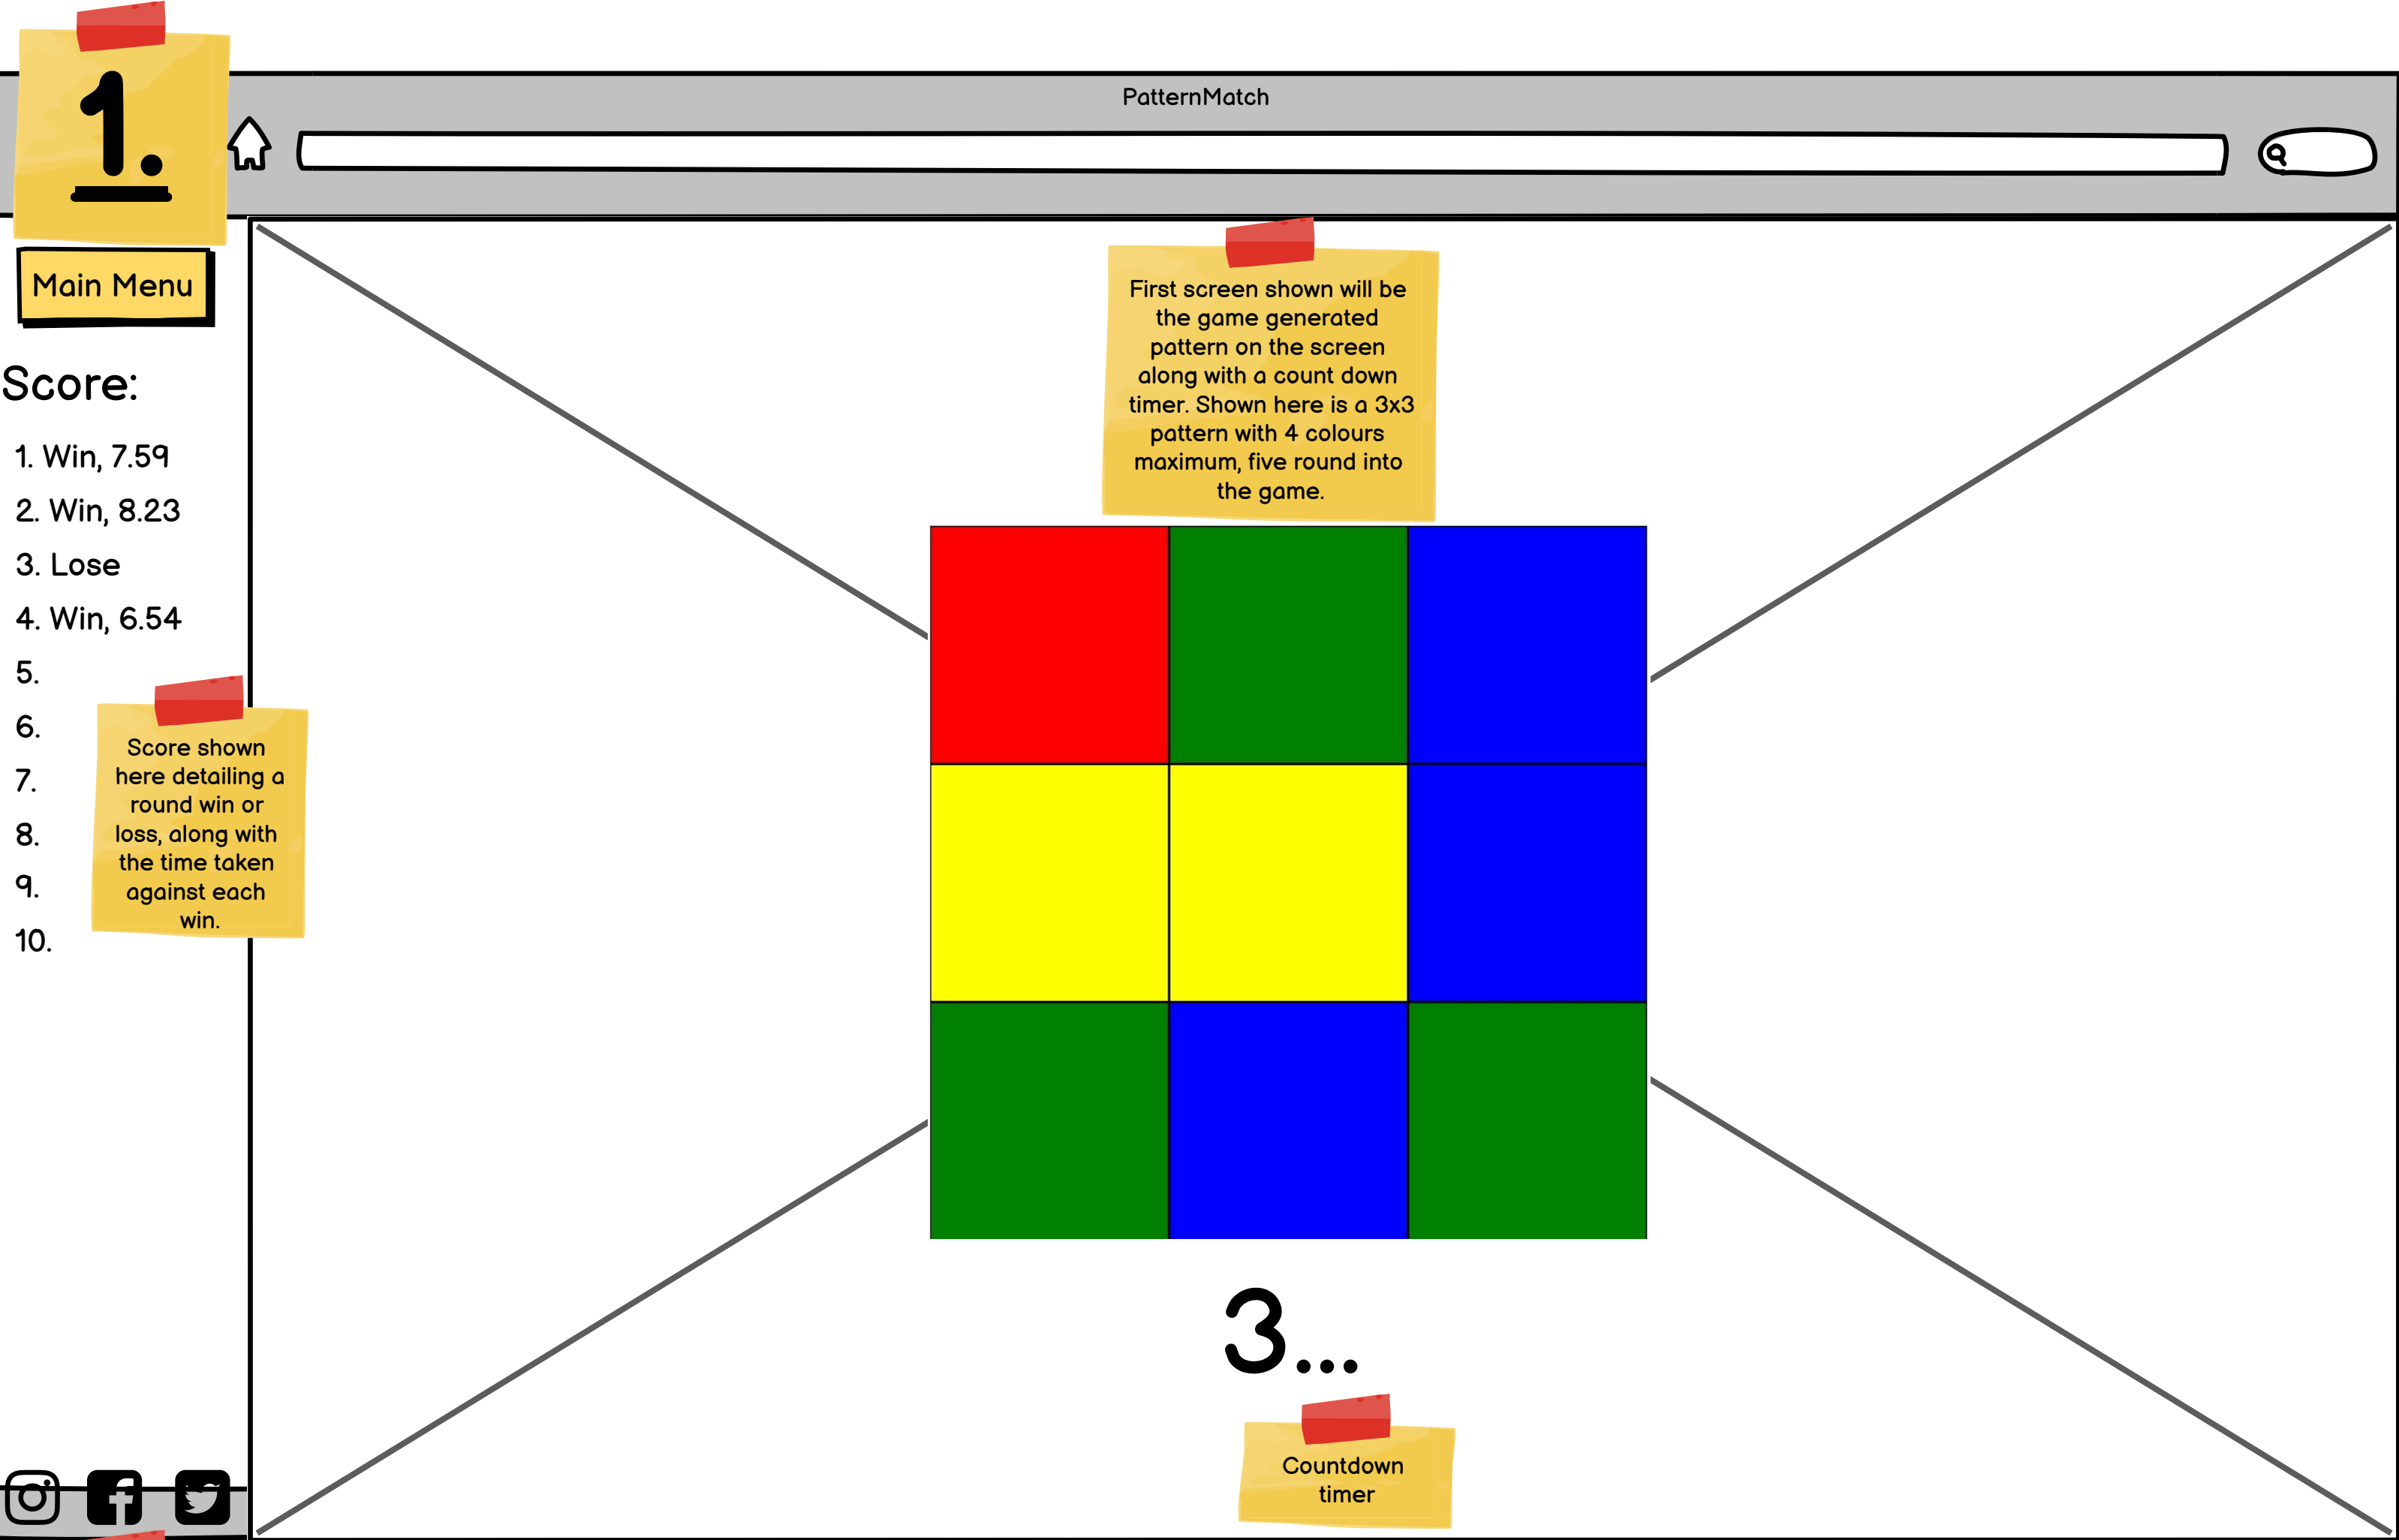 1.
PatternMatch
Main Menu
Score:
1. Win, 7.59
2. Win, 8.23
3. Lose
4. Win, 6.54
5.
6.
7.
8.
9.
10.
Score shown
here detailing a
round win or
loss, along with
the time taken
against each
win.
First screen shown will be
the game generated
pattern on the screen
along with a count down
timer. Shown here is a 3x3
pattern with 4 colours
maximum, five round into
the game.
3...
Countdown
timer